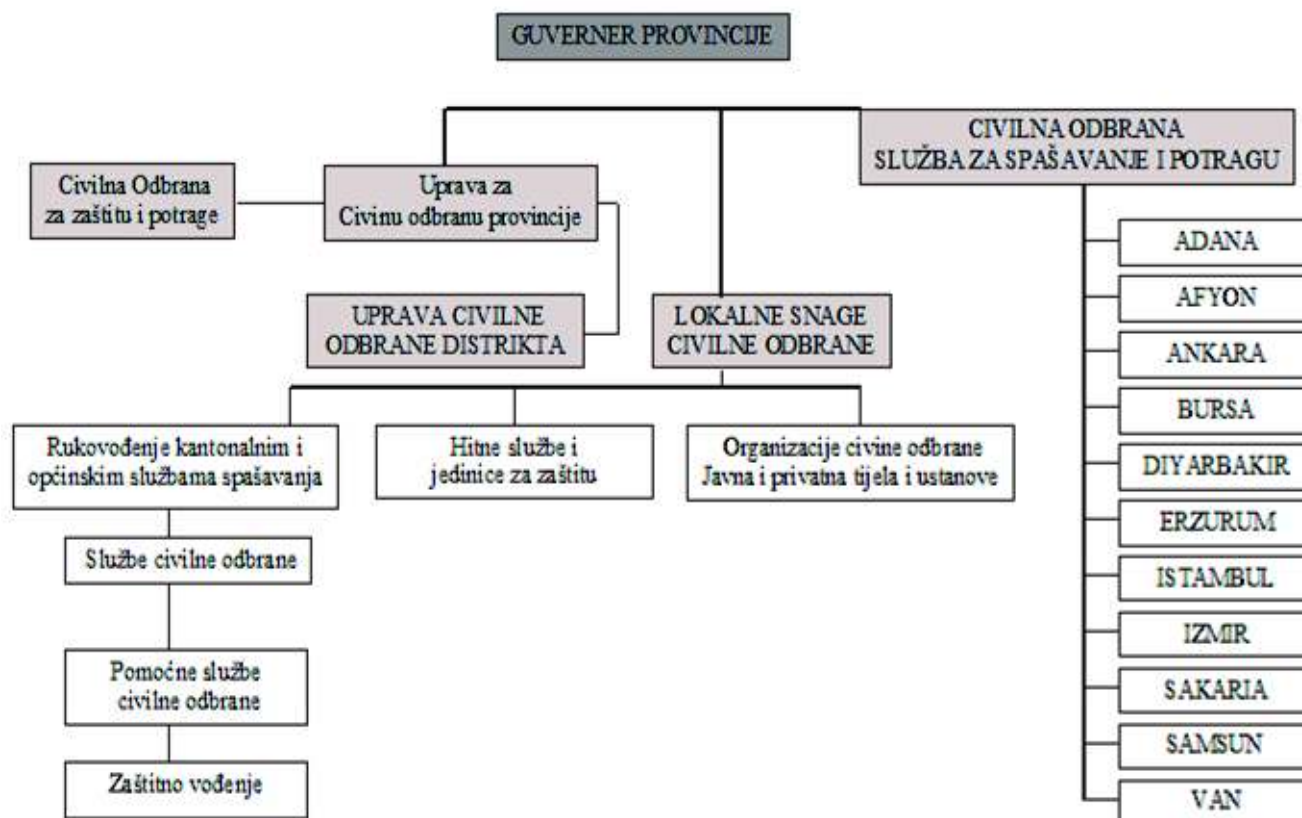 GUVERNER PROVINCIJE
CIVILNA ODBRANA
SLUŽBA ZA SPAŠAVANJE I POTRAGU
Civilna Odbrana
za zaštitu i potrage
Uprava za
Civinu odbranu provincije
UPRAVA CIVILNE
ODBRANE DISTRIKTA
LOKALNE SNAGE
CIVILNE ODBRANE
Rukovođenje kantonalnim i
općinskim službama spašavanja
Hitne službe i
jedinice za zaštitu
Organizacije civine odbrane
Javna i privatna tijela i ustanove
Službe civilne odbrane
Pomoćne službe
civilne odbrane
Zaštitno vođenje
ADANA
AFYON
ANKARA
BURSA
DIYARBAKIR
ERZURUM
ISTAMBUL
IZMIR
SAKARIA
SAMSUN
VAN